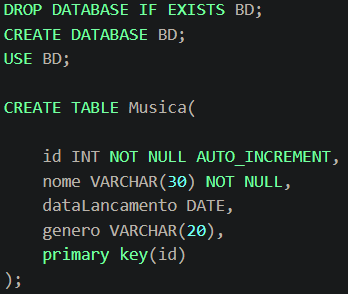 DROP DATABASE IF EXISTS BD;
CREATE DATABASE BD;
USE BD;
CREATE TABLE Musica(
id INT NOT NULL AUTO_INCREMENT,
nome VARCHAR(30) NOT NULL,
dataLancamento DATE,
genero VARCHAR(20),
primary key(id)
);